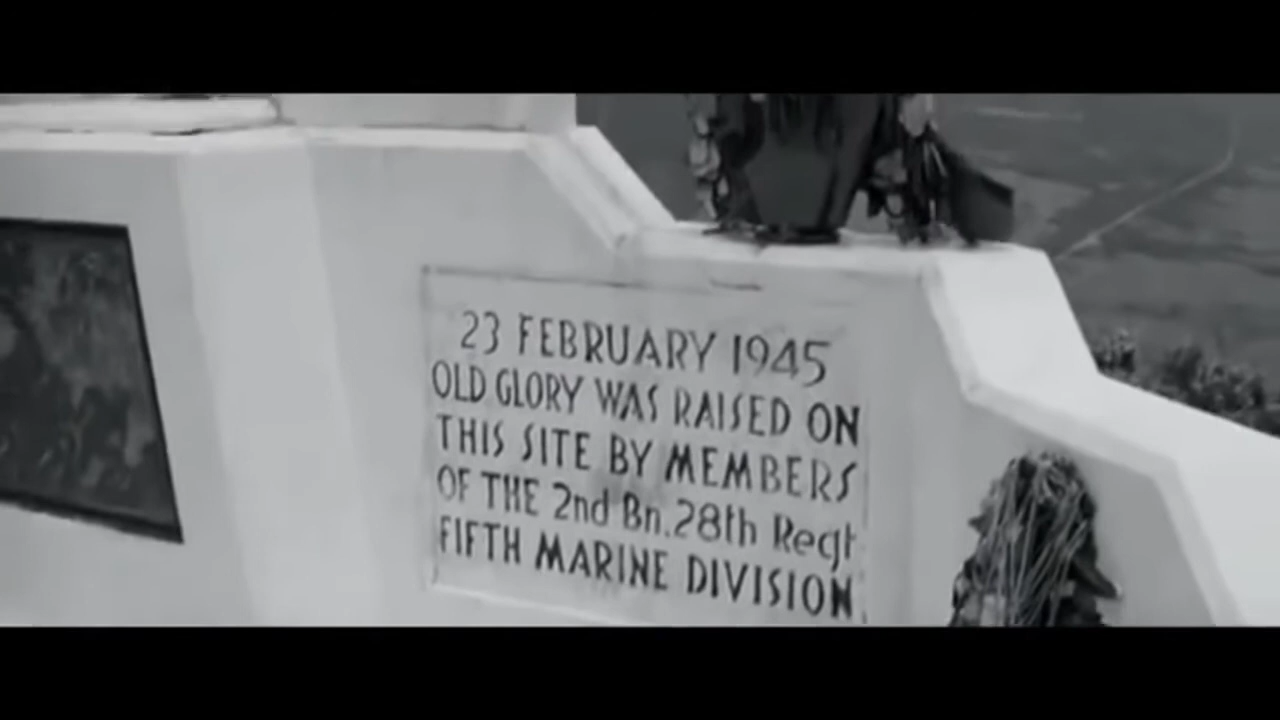 23 FEBRUARY 1945
OLD GLORY WAS RAISED ON
THIS SITE BY MEMBERS
OF THE 2nd Bn.28th Regt
FIFTH MARINE DIVISION